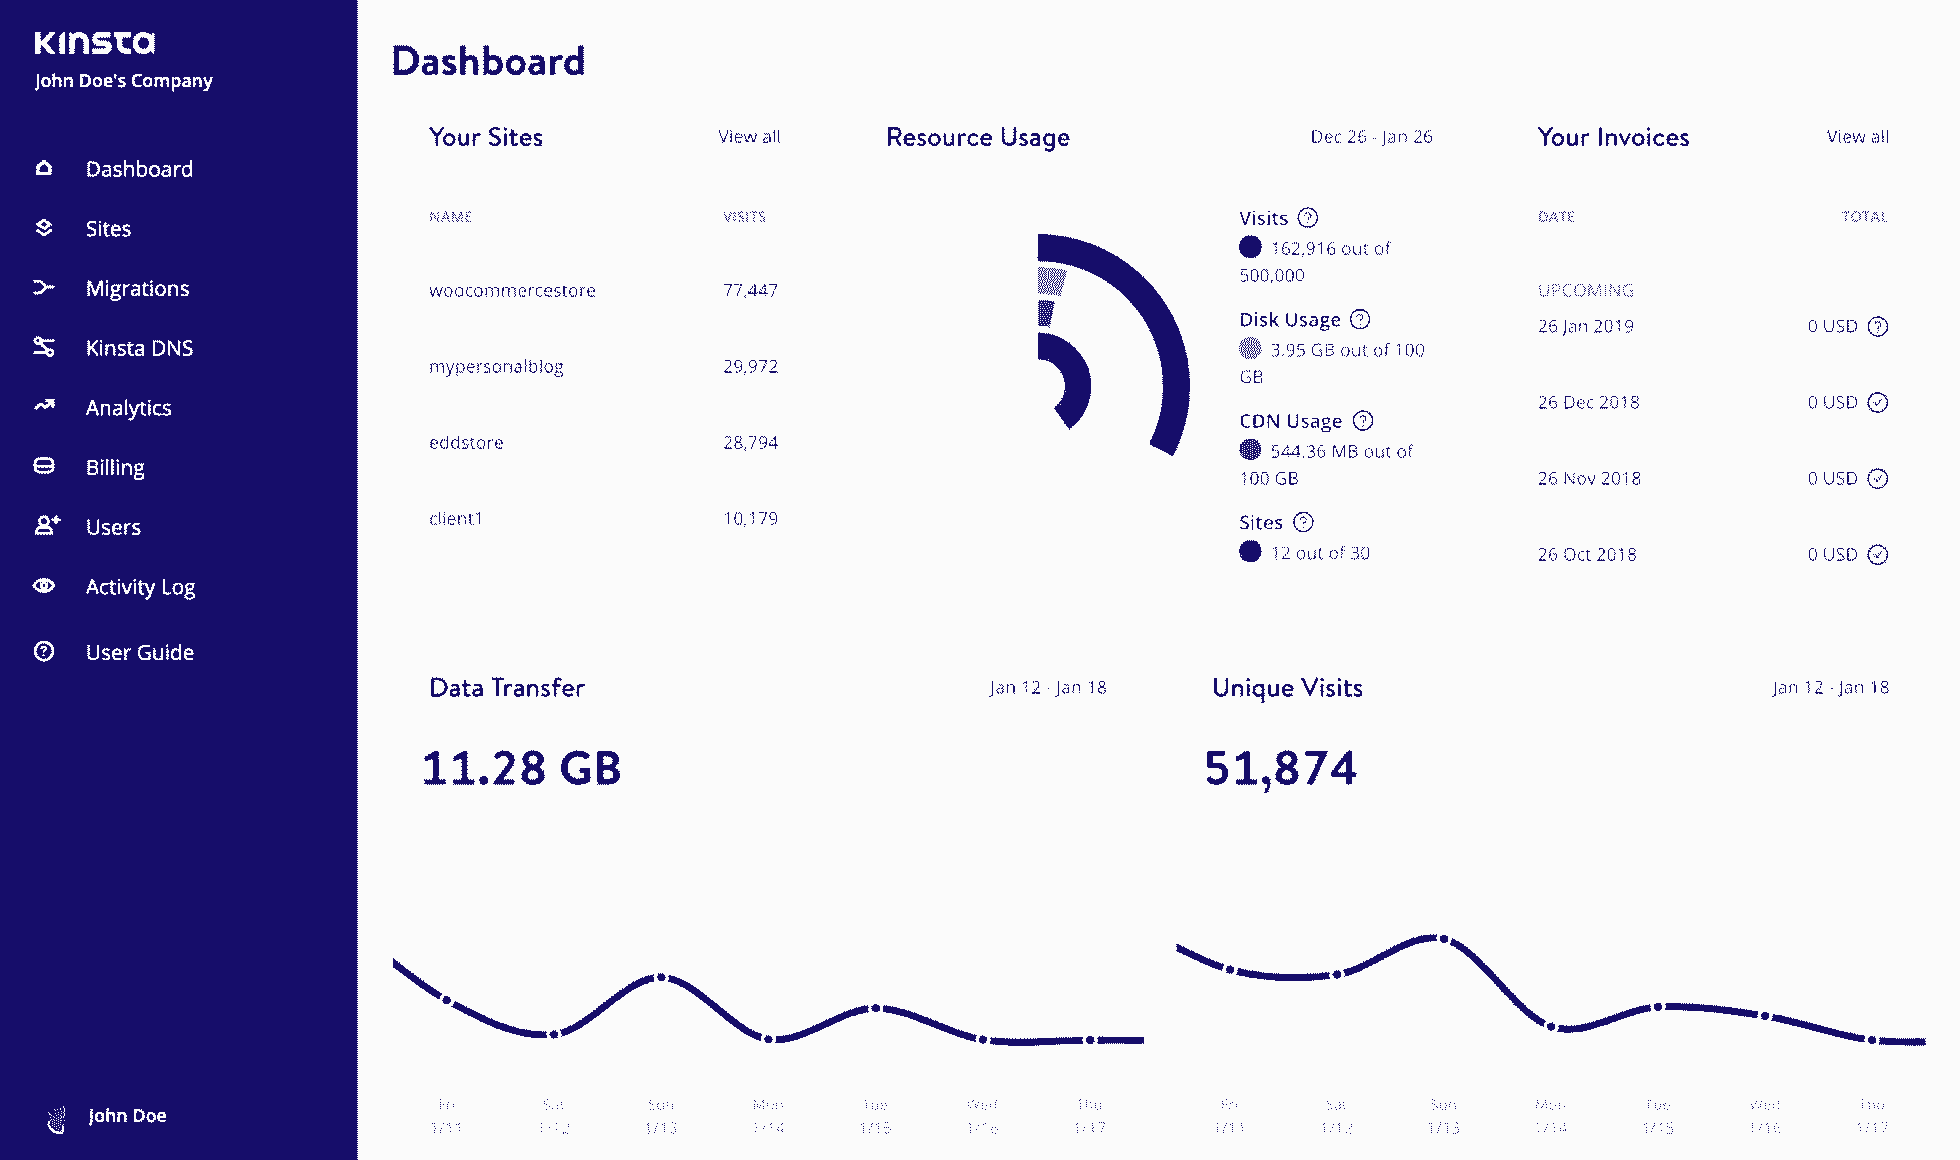 Kinsta
John Doe's Company
Dashboard
Sites
Migrations
Kinsta DNS
Analytics
Billing
Users
Activity Log
User Guide
John Doe
Dashboard
Your Sites View all
NAME VISITS
woocommercestore 77,447
mypersonalblog 29,972
eddstore 28,794
client1 10,179
Resource Usage Dec 26 - Jan 26
Visits
162,916 out of
500,000
Disk Usage
3.95 GB out of 100
GB
CDN Usage
544.36 MB out of
100 GB
Sites
12 out of 30
Your Invoices View all
DATE TOTAL
UPCOMING
26 Jan 2019 0 USD
26 Dec 2018 0 USD
26 Nov 2018 0 USD
26 Oct 2018 0 USD
Data Transfer Jan 12 - Jan 18
11.28 GB
Fri Sat Sun Mon Tue Wed Thu
1/11 1/12 1/13 1/14 1/15 1/16 1/17
Unique Visits Jan 12 - Jan 18
51,874
Fri Sat Sun Mon Tue Wed Thu
1/11 1/12 1/13 1/14 1/15 1/16 1/17